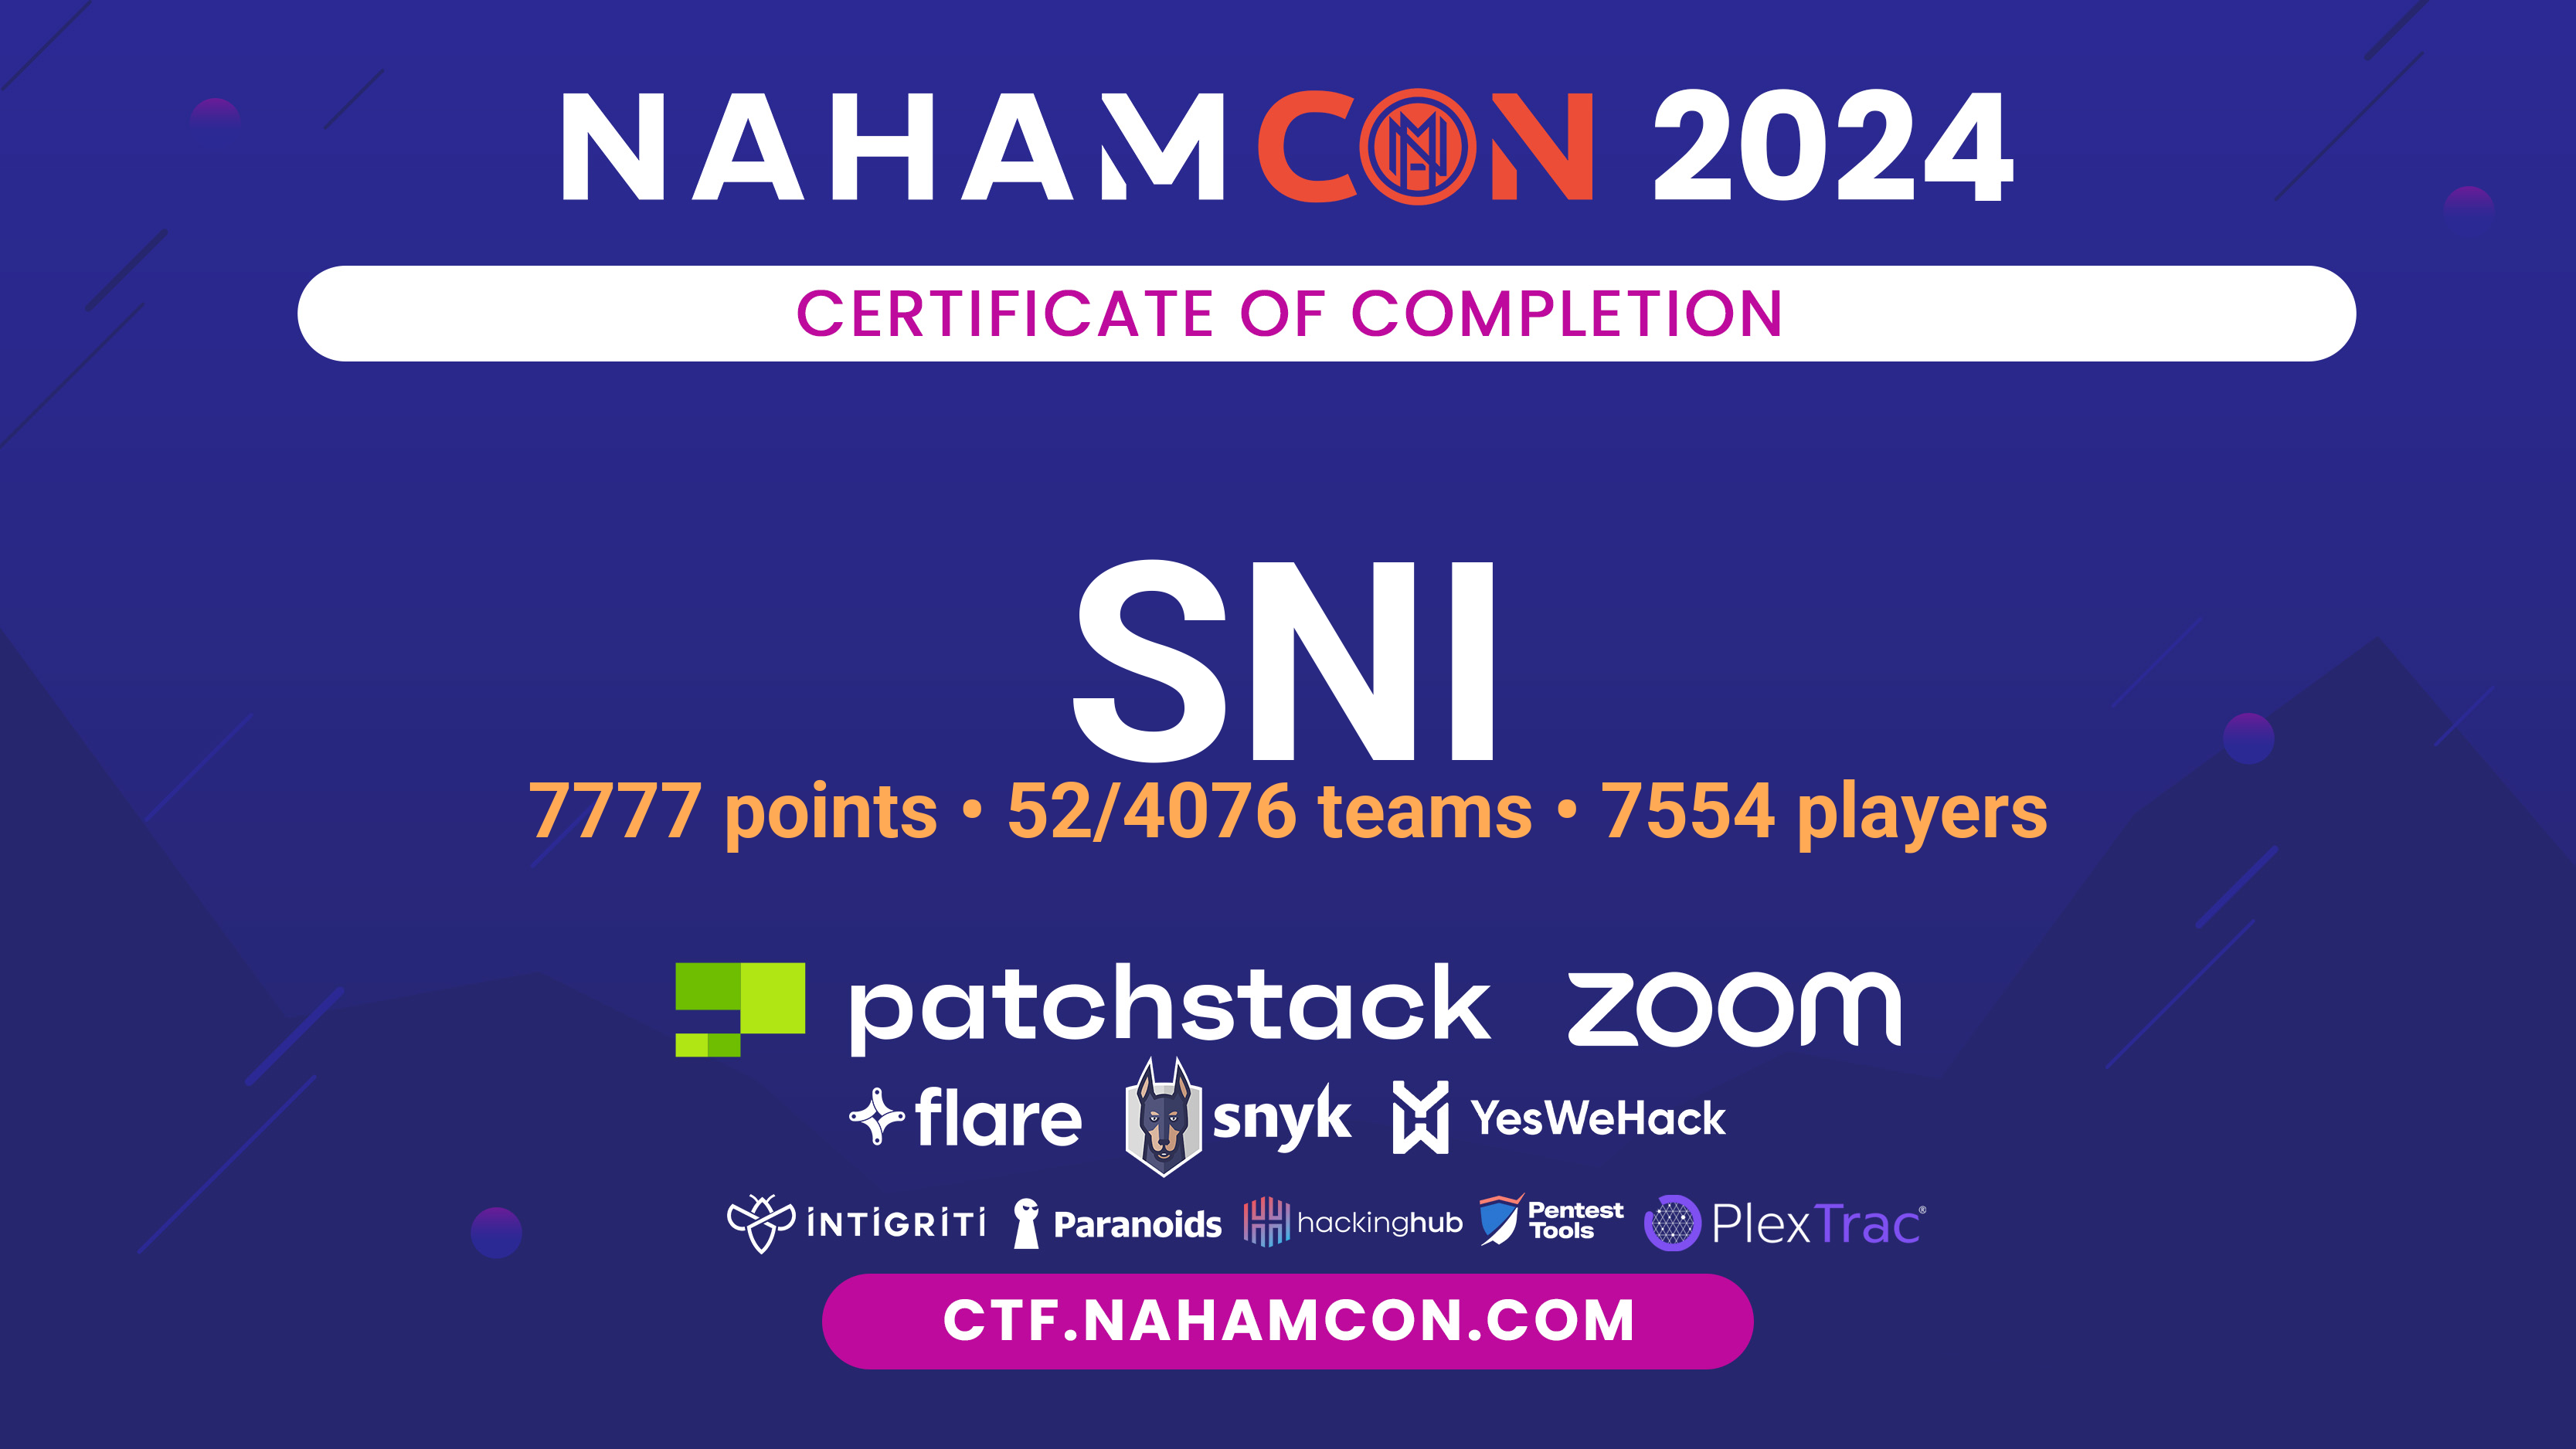 NAHAMCON 2024
CERTIFICATE OF COMPLETION
SNI
7777 points • 52/4076 teams • 7554 players
patchstack zoom
flare snyk YesWeHack
INTIGRITI Paranoids hackinghub Pentest Tools PlexTrac®
CTF.NAHAMCON.COM